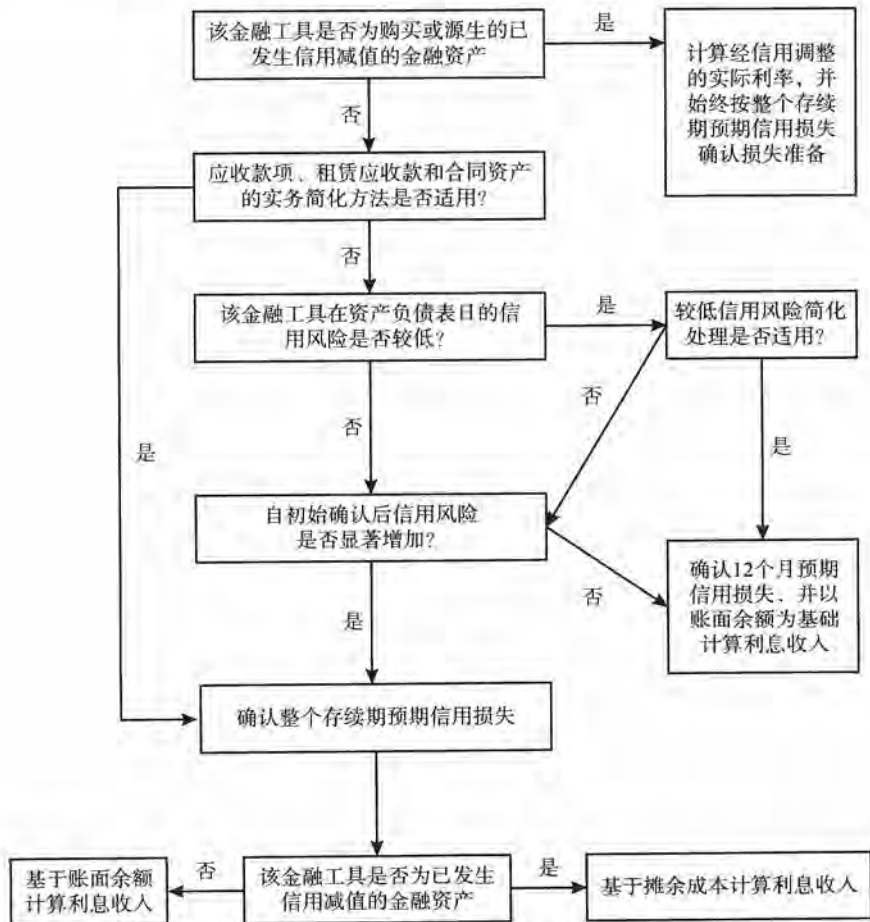 该金融工具是否为购买或源生的已
发生信用减值的金融资产
是
计算经信用调整
的实际利率，并
始终按整个存续
期预期信用损失
确认损失准备
否
应收款项、租赁应收款和合同资产
的实务简化方法是否适用？
否
该金融工具在资产负债表日的信
用风险是否较低？
是
较低信用风险简化
处理是否适用？
否
否
是
是
自初始确认后信用风险
是否显著增加？
确认12个月预期
信用损失、并以
账面余额为基础
计算利息收入
否
是
确认整个存续期预期信用损失
基于账面余额
计算利息收入
否
该金融工具是否为已发生
信用减值的金融资产
是
基于摊余成本计算利息收入